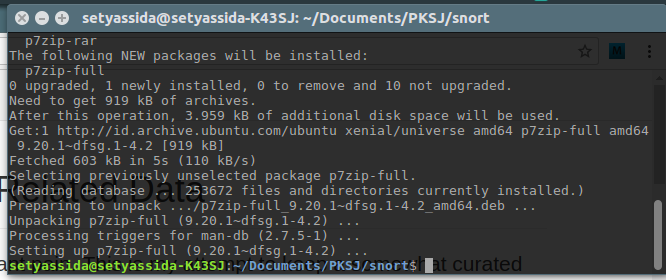 setyassida@setyassida-K43SJ: ~/Documents/PKSJ/snort
p7zip-rar
The following NEW packages will be installed:
p7zip-full
0 upgraded, 1 newly installed, 0 to remove and 10 not upgraded.
Need to get 919 kB of archives.
After this operation, 3.959 kB of additional disk space will be used.
Get:1 http://id.archive.ubuntu.com/ubuntu xenial/universe amd64 p7zip-full amd64
9.20.1~dfsg.1-4.2 [919 kB]
Fetched 603 kB in 5s (110 kB/s)
Selecting previously unselected package p7zip-full.
(Reading database ... 253672 files and directories currently installed.)
Preparing to unpack .../p7zip-full_9.20.1~dfsg.1-4.2_amd64.deb ...
Unpacking p7zip-full (9.20.1~dfsg.1-4.2) ...
Processing triggers for man-db (2.7.5-1) ...
Setting up p7zip-full (9.20.1~dfsg.1-4.2) ...
setyassida@setyassida-K43SJ:~/Documents/PKSJ/snort$
M
Related Data
that curated